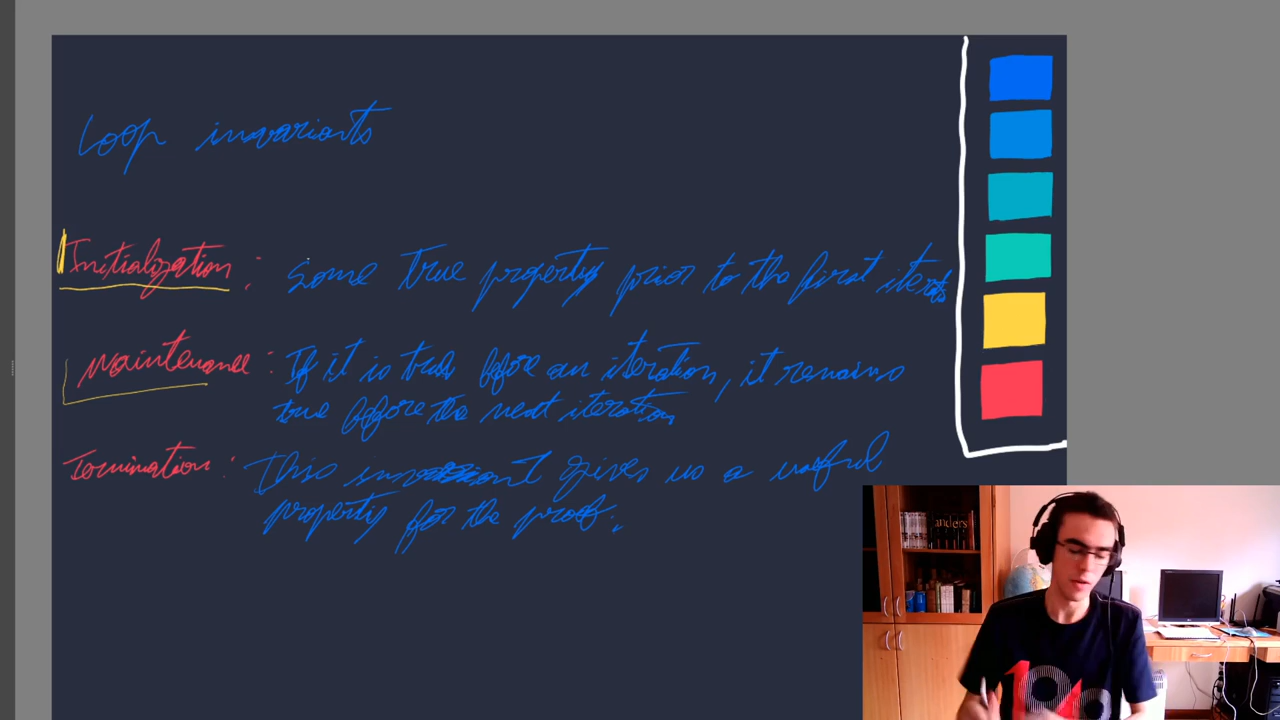 Loop invariants
Initialization: Some true property prior to the first iterat
Maintenance: If it is true before an iteration, it remains
true before the next iteration
Termination: This invariant gives us a useful
property for the proof.
anders